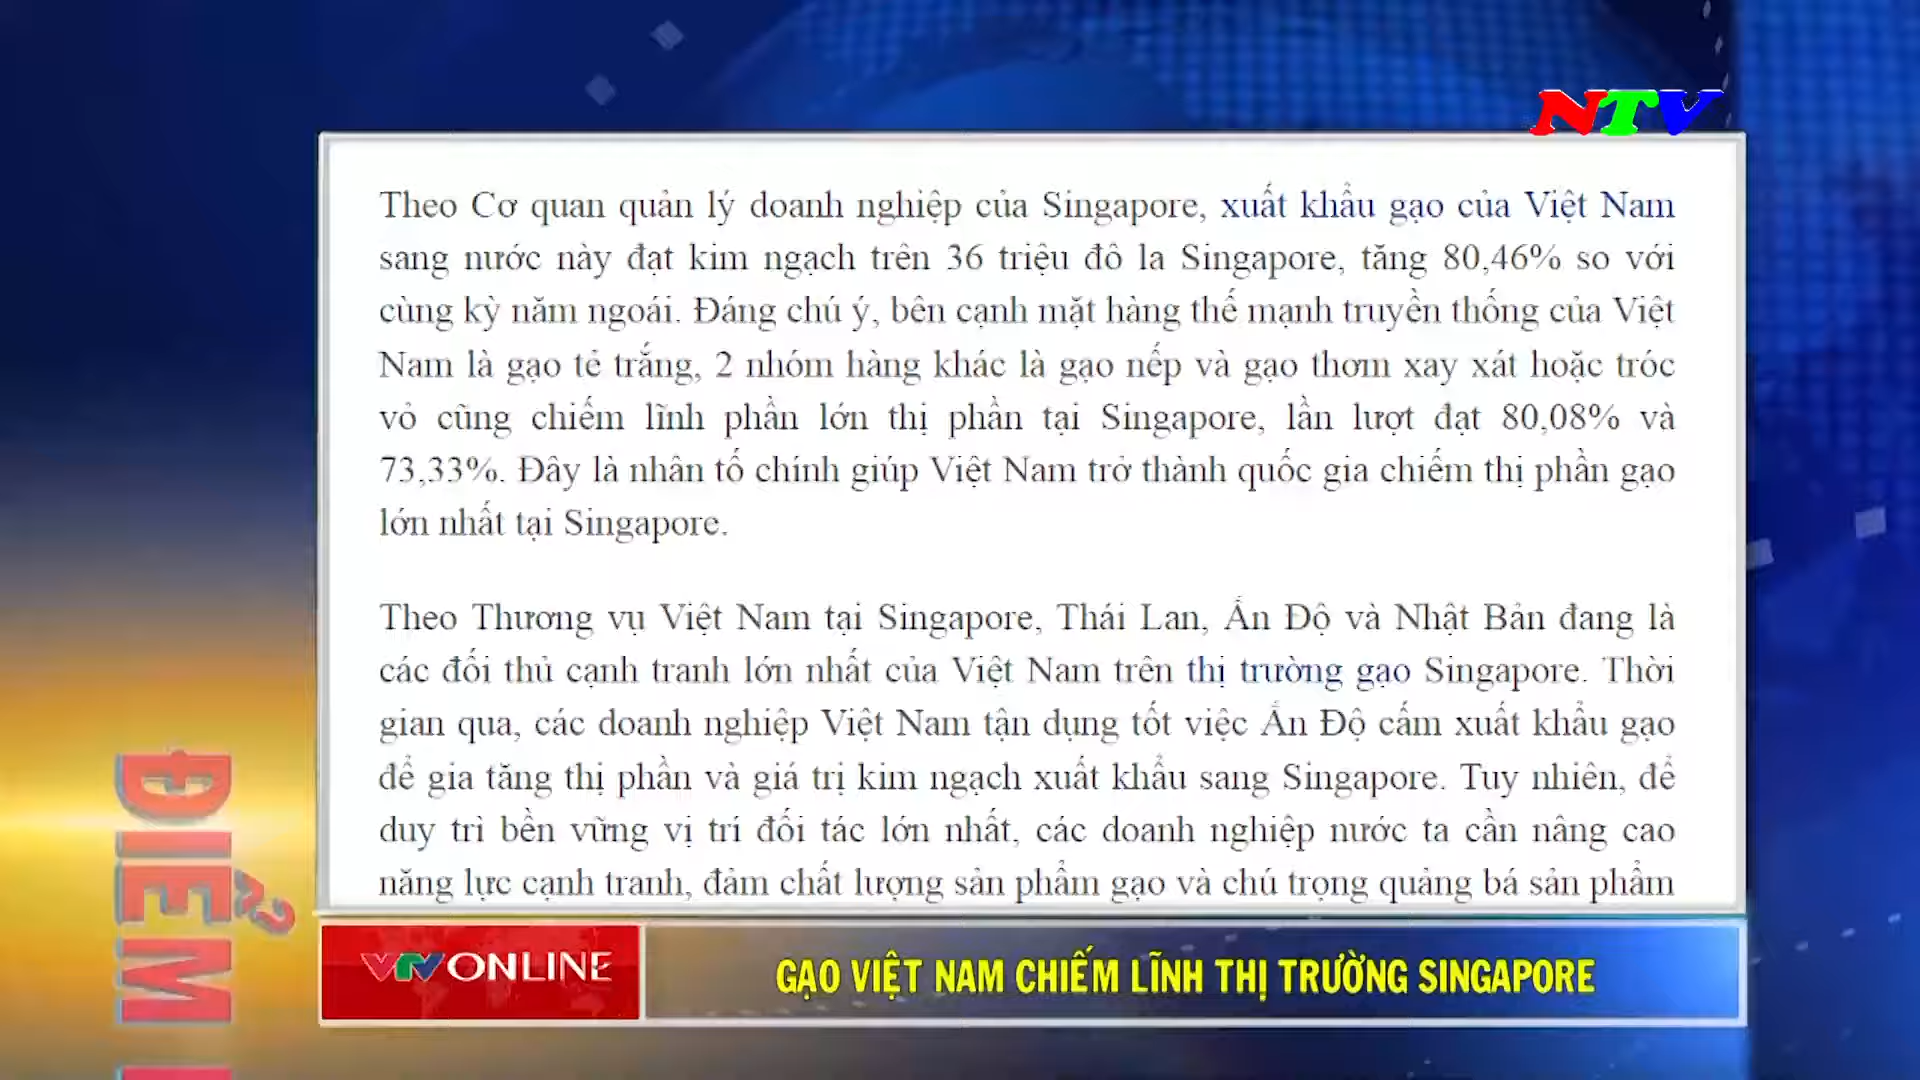 NTV
Theo Cơ quan quản lý doanh nghiệp của Singapore, xuất khẩu gạo của Việt Nam
sang nước này đạt kim ngạch trên 36 triệu đô la Singapore, tăng 80,46% so với
cùng kỳ năm ngoái. Đáng chú ý, bên cạnh mặt hàng thế mạnh truyền thống của Việt
Nam là gạo tẻ trắng, 2 nhóm hàng khác là gạo nếp và gạo thơm xay xát hoặc tróc
vỏ cũng chiếm lĩnh phần lớn thị phần tại Singapore, lần lượt đạt 80,08% và
73,33%. Đây là nhân tố chính giúp Việt Nam trở thành quốc gia chiếm thị phần gạo
lớn nhất tại Singapore.
Theo Thương vụ Việt Nam tại Singapore, Thái Lan, Ấn Độ và Nhật Bản đang là
các đối thủ cạnh tranh lớn nhất của Việt Nam trên thị trường gạo Singapore. Thời
gian qua, các doanh nghiệp Việt Nam tận dụng tốt việc Ấn Độ cấm xuất khẩu gạo
để gia tăng thị phần và giá trị kim ngạch xuất khẩu sang Singapore. Tuy nhiên, để
duy trì bền vững vị trí đối tác lớn nhất, các doanh nghiệp nước ta cần nâng cao
năng lực cạnh tranh, đảm chất lượng sản phẩm gạo và chú trọng quảng bá sản phẩm
ĐIỂM
VTV ONLINE
GẠO VIỆT NAM CHIẾM LĨNH THỊ TRƯỜNG SINGAPORE